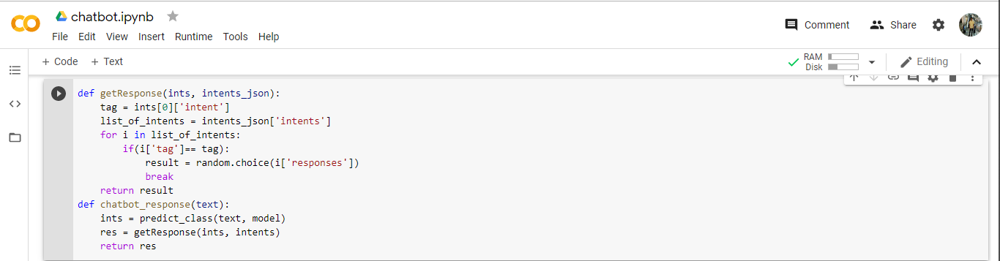 chatbot.ipynb
Comment
Share
File Edit View Insert Runtime Tools Help
+ Code + Text
RAM
Disk
Editing
def getResponse(ints, intents_json):
    tag = ints[0]['intent']
    list_of_intents = intents_json['intents']
    for i in list_of_intents:
        if(i['tag']== tag):
            result = random.choice(i['responses'])
            break
    return result
def chatbot_response(text):
    ints = predict_class(text, model)
    res = getResponse(ints, intents)
    return res